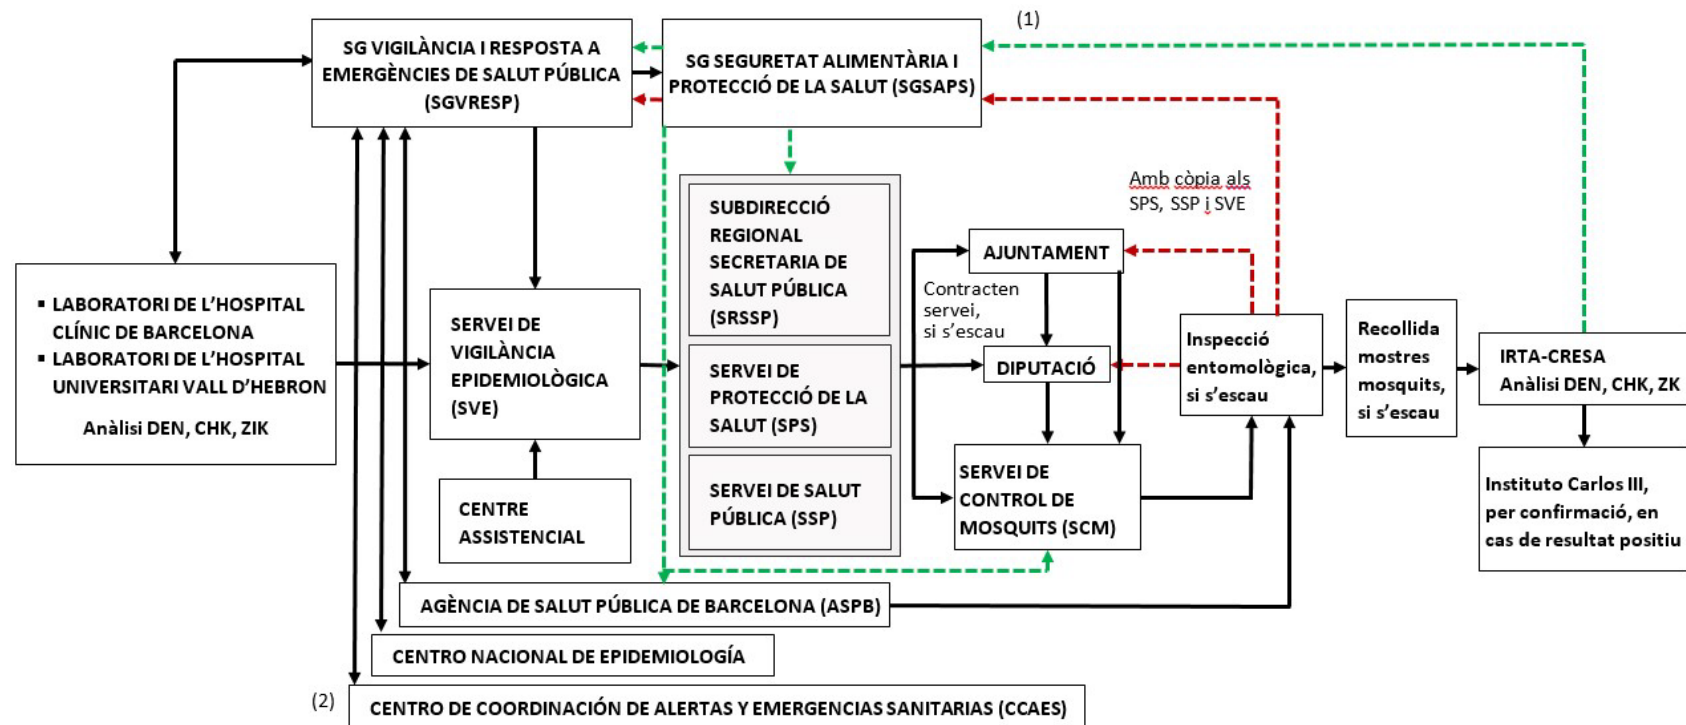 (1)
SG VIGILÀNCIA I RESPOSTA A
EMERGÈNCIES DE SALUT PÚBLICA
(SGVRESP)
SG SEGURETAT ALIMENTÀRIA I
PROTECCIÓ DE LA SALUT (SGSAPS)
Amb còpia als
SPS, SSP i SVE
▪ LABORATORI DE L’HOSPITAL
CLÍNIC DE BARCELONA
▪ LABORATORI DE L’HOSPITAL
UNIVERSITARI VALL D’HEBRON
Anàlisi DEN, CHK, ZIK
SERVEI DE
VIGILÀNCIA
EPIDEMIOLÒGICA
(SVE)
CENTRE
ASSISTENCIAL
SUBDIRECCIÓ
REGIONAL
SECRETARIA DE
SALUT PÚBLICA
(SRSSP)
SERVEI DE
PROTECCIÓ DE LA
SALUT (SPS)
SERVEI DE SALUT
PÚBLICA (SSP)
AJUNTAMENT
Contracten
servei,
si s’escau
DIPUTACIÓ
SERVEI DE
CONTROL DE
MOSQUITS (SCM)
Inspecció
entomològica,
si s’escau
Recollida
mostres
mosquits,
si s’escau
IRTA-CRESA
Anàlisi DEN, CHK, ZK
Instituto Carlos III,
per confirmació, en
cas de resultat positiu
AGÈNCIA DE SALUT PÚBLICA DE BARCELONA (ASPB)
CENTRO NACIONAL DE EPIDEMIOLOGÍA
(2)
CENTRO DE COORDINACIÓN DE ALERTAS Y EMERGENCIAS SANITARIAS (CCAES)